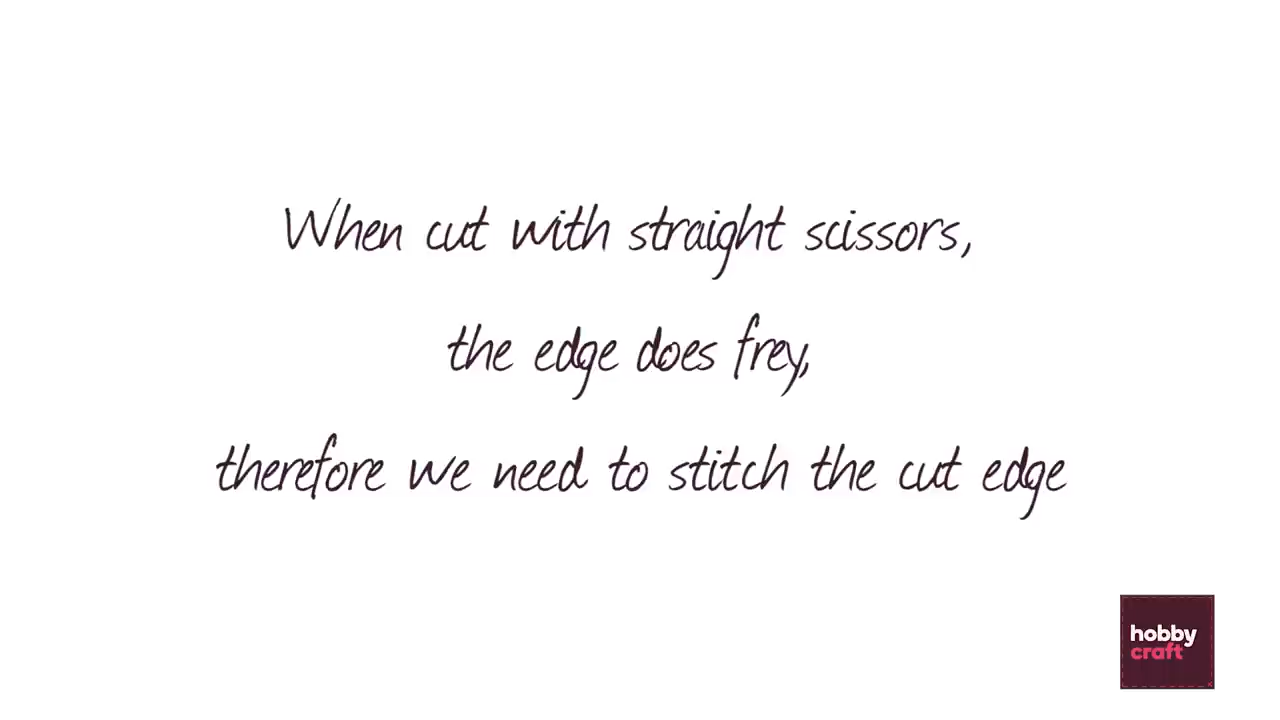 When cut with straight scissors,
the edge does frey,
therefore we need to stitch the cut edge
hobby
craft